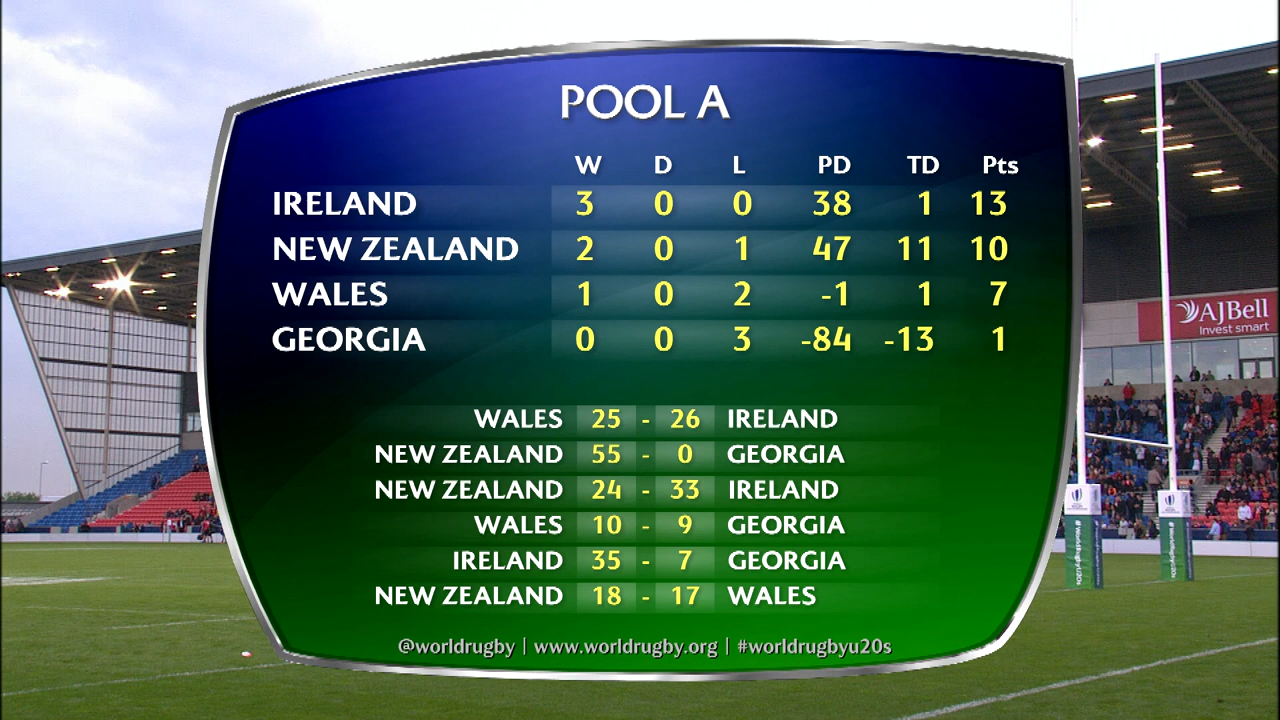 POOL A
W D L PD TD Pts
IRELAND 3 0 0 38 1 13
NEW ZEALAND 2 0 1 47 11 10
WALES 1 0 2 -1 1 7
GEORGIA 0 0 3 -84 -13 1
AJBell
Invest smart
WALES 25 - 26 IRELAND
NEW ZEALAND 55 - 0 GEORGIA
NEW ZEALAND 24 - 33 IRELAND
WALES 10 - 9 GEORGIA
IRELAND 35 - 7 GEORGIA
NEW ZEALAND 18 - 17 WALES
@worldrugby | www.worldrugby.org | #worldrugbyu20s
#WorldRugbyU20s
#WorldRugbyU20s